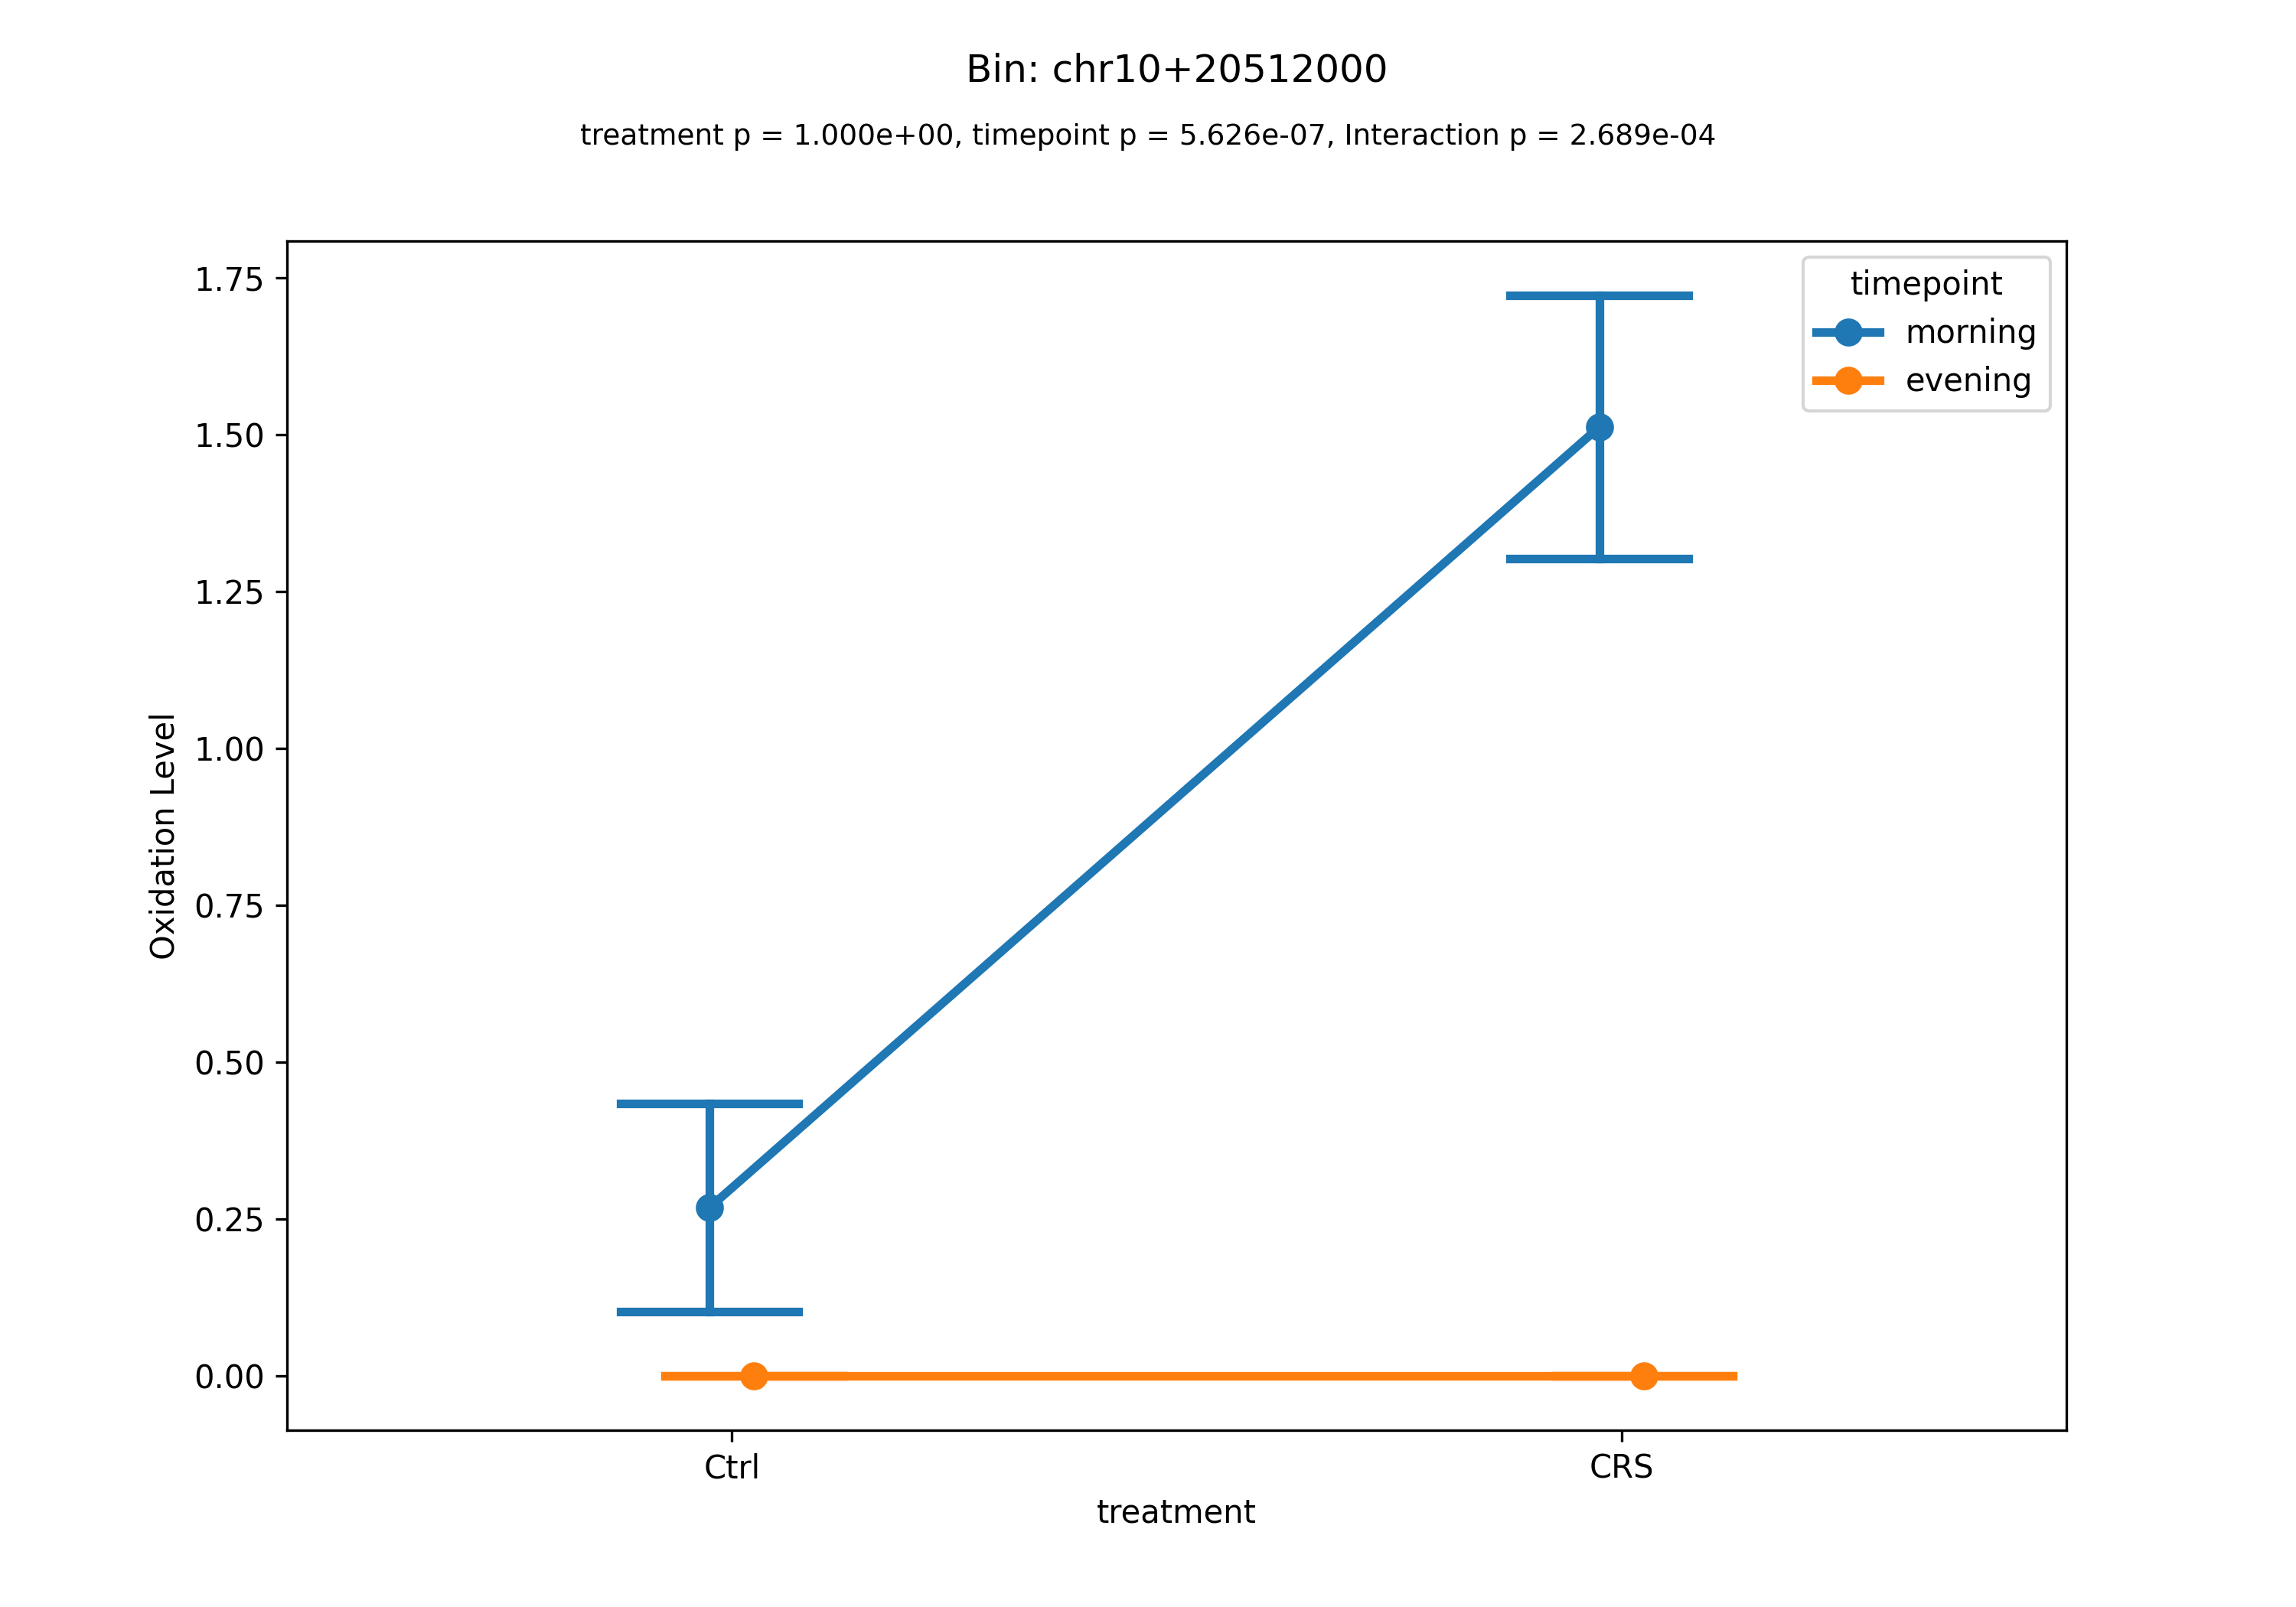 Bin: chr10+20512000
treatment p = 1.000e+00, timepoint p = 5.626e-07, Interaction p = 2.689e-04
timepoint
morning
evening
Oxidation Level
1.75
1.50
1.25
1.00
0.75
0.50
0.25
0.00
Ctrl
CRS
treatment